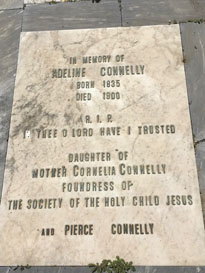 IN MEMORY OF
ADELINE CONNELLY
BORN 1835
DIED 1900
R.I.P.
IN THEE O LORD HAVE I TRUSTED
DAUGHTER OF
MOTHER CORNELIA CONNELLY
FOUNDRESS OF
THE SOCIETY OF THE HOLY CHILD JESUS
AND PIERCE CONNELLY